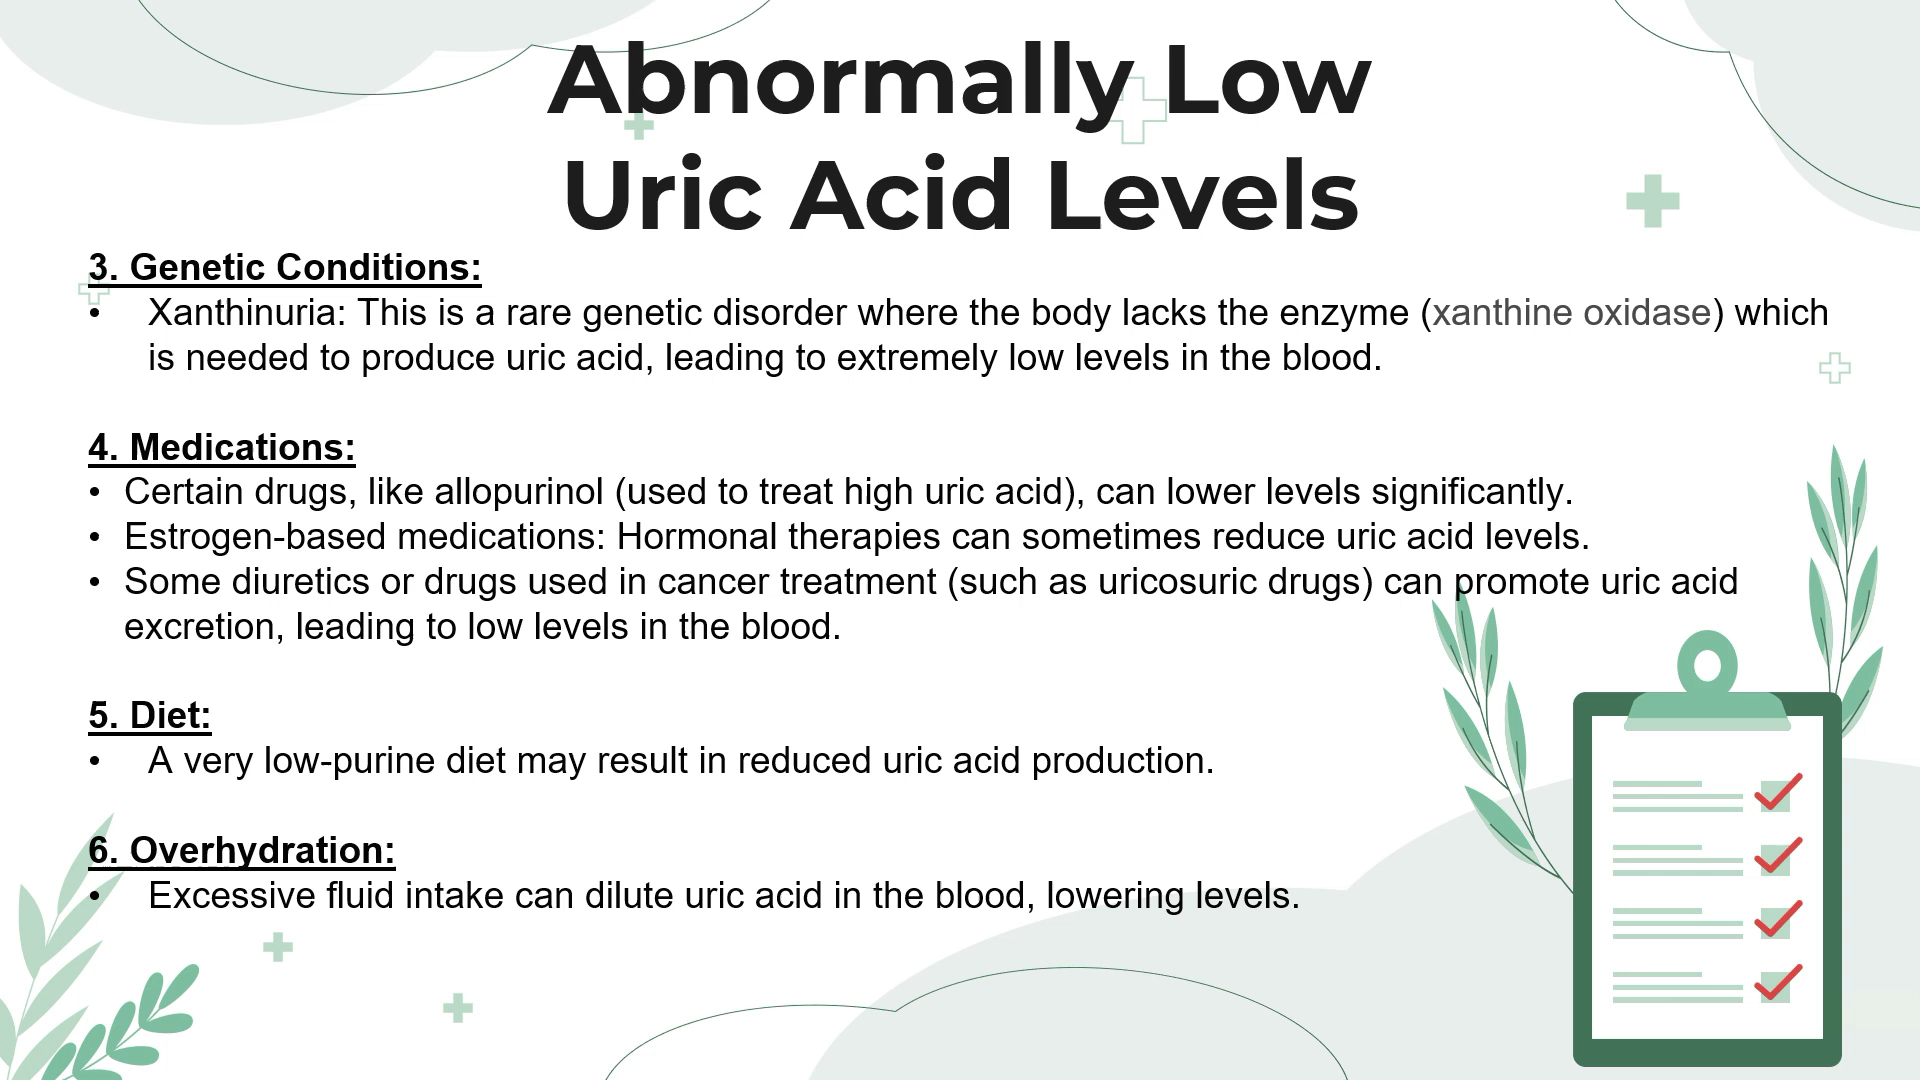 Abnormally Low
Uric Acid Levels
3. Genetic Conditions:
• Xanthinuria: This is a rare genetic disorder where the body lacks the enzyme (xanthine oxidase) which
is needed to produce uric acid, leading to extremely low levels in the blood.
4. Medications:
• Certain drugs, like allopurinol (used to treat high uric acid), can lower levels significantly.
• Estrogen-based medications: Hormonal therapies can sometimes reduce uric acid levels.
• Some diuretics or drugs used in cancer treatment (such as uricosuric drugs) can promote uric acid
excretion, leading to low levels in the blood.
5. Diet:
• A very low-purine diet may result in reduced uric acid production.
6. Overhydration:
• Excessive fluid intake can dilute uric acid in the blood, lowering levels.